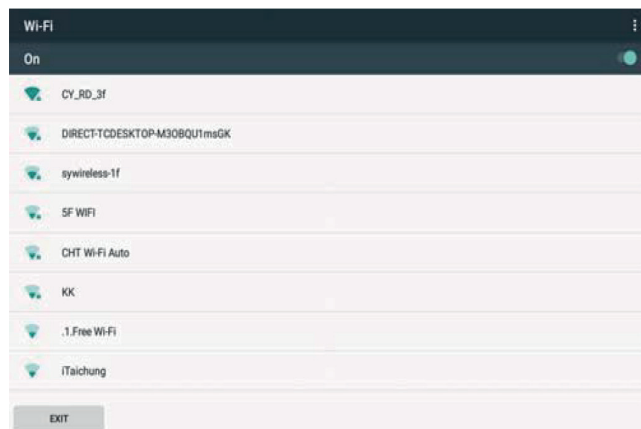 Wi-Fi
On
CY_RD_3f
DIRECT-TCDESKTOP-M3OBQU1msGK
sywireless-1f
5F WIFI
CHT Wi-Fi Auto
KK
.1.Free Wi-Fi
iTaichung
EXIT